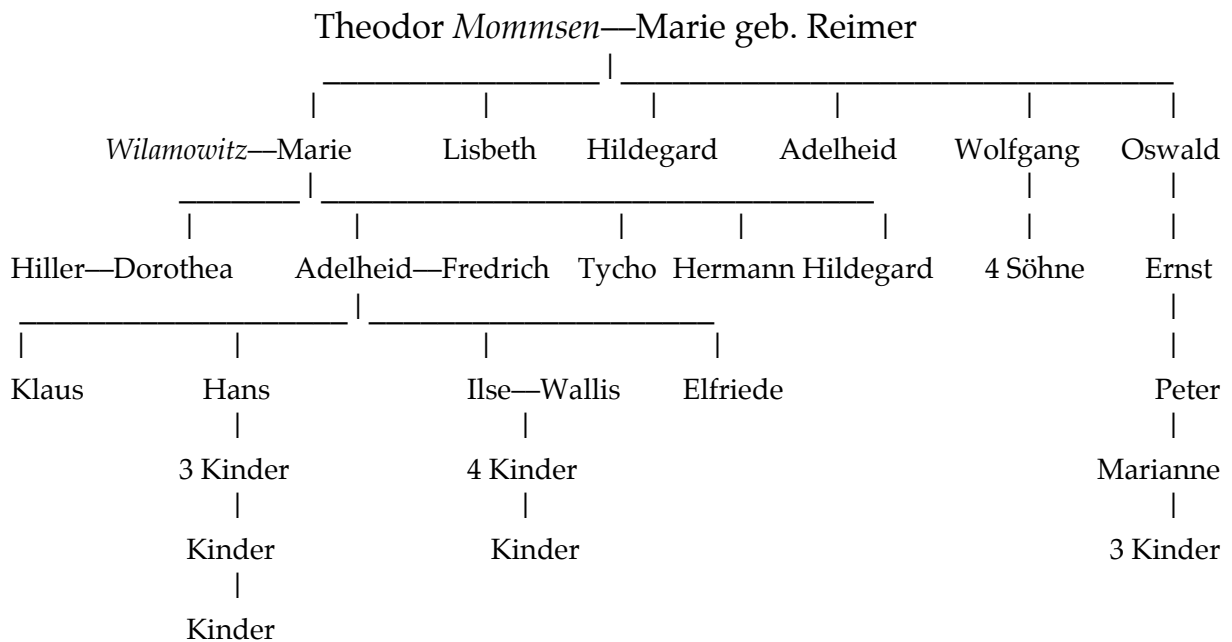 Theodor Mommsen—Marie geb. Reimer
Wilamowitz—Marie Lisbeth Hildegard Adelheid Wolfgang Oswald
Hiller—Dorothea Adelheid—Fredrich Tycho Hermann Hildegard 4 Söhne Ernst
Klaus Hans Ilse—Wallis Elfriede Peter
3 Kinder 4 Kinder Marianne
Kinder Kinder 3 Kinder
Kinder